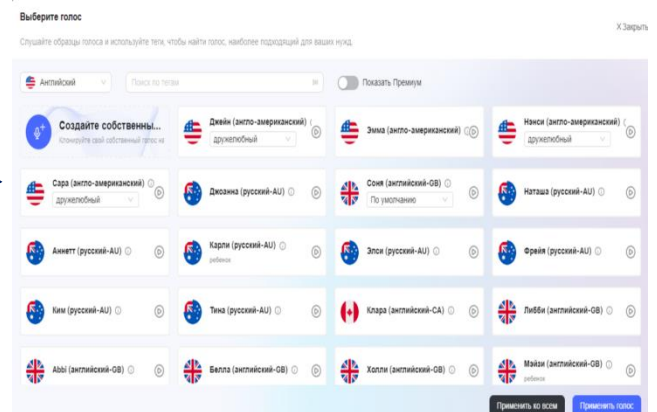 Выберите голос
X Закрыть
Слушайте образцы голоса и используйте теги, чтобы найти голос, наиболее подходящий для ваших нужд.
Английский
Поиск по тегам
Показать Премиум
Создайте собственны...
Клонируйте свой собственный голос не
Джейн (англо-американский)
дружелюбный
Эмма (англо-американский)
Нэнси (англо-американский)
дружелюбный
Сара (англо-американский)
дружелюбный
Джоанна (русский-AU)
Соня (английский-GB)
По умолчанию
Наташа (русский-AU)
Аннетт (русский-AU)
Карли (русский-AU)
ребенок
Элси (русский-AU)
Фрейя (русский-AU)
Ким (русский-AU)
Тина (русский-AU)
Клара (английский-CA)
Либби (английский-GB)
Abbi (английский-GB)
Белла (английский-GB)
Холли (английский-GB)
Мэйзи (английский-GB)
ребенок
Применить ко всем
Применить голос